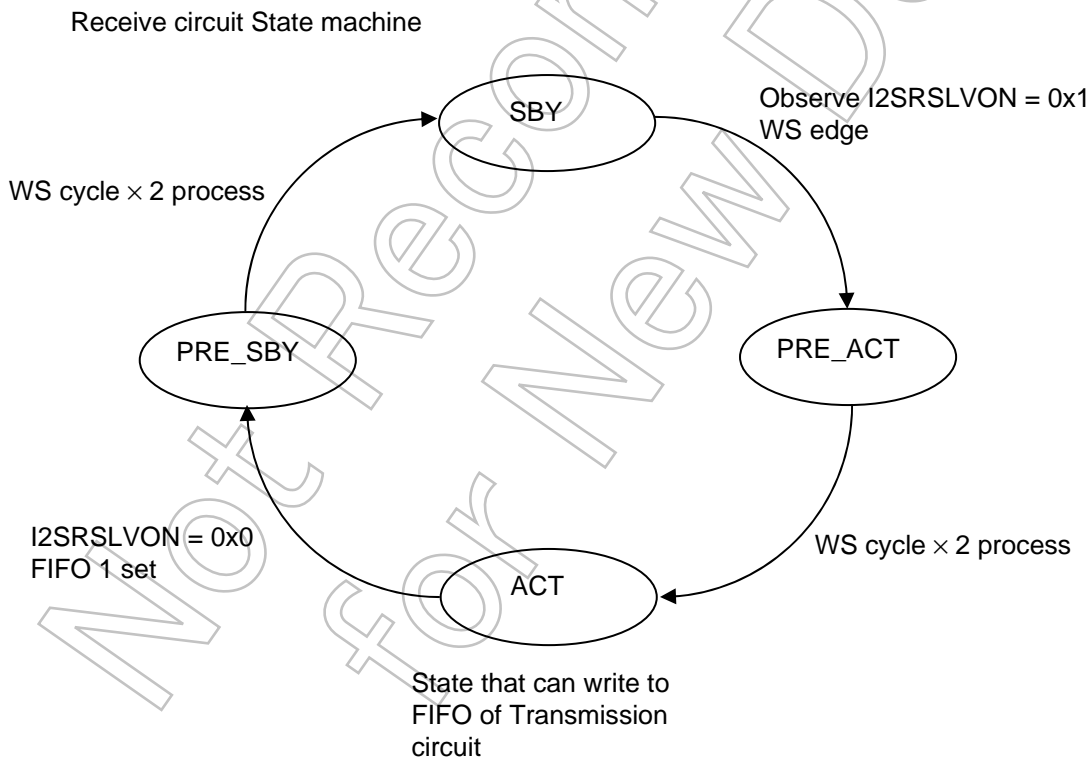 Receive circuit State machine
SBY
Observe I2SRSLVON = 0x1
WS edge
WS cycle × 2 process
PRE_SBY
PRE_ACT
I2SRSLVON = 0x0
FIFO 1 set
WS cycle × 2 process
ACT
State that can write to
FIFO of Transmission
circuit
Not Recom
for New De